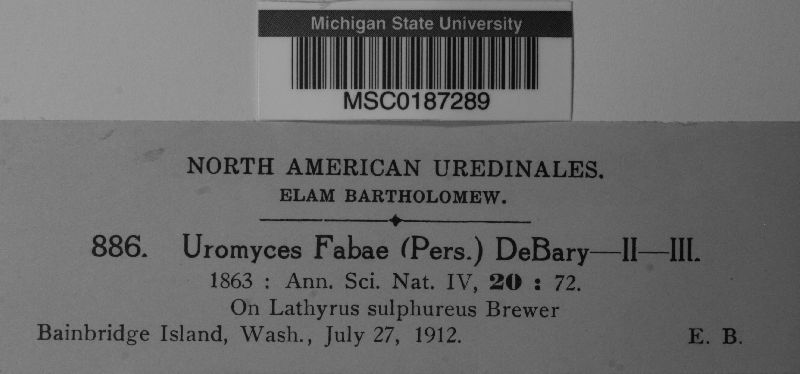 Michigan State University
MSC0187289
NORTH AMERICAN UREDINALES.
ELAM BARTHOLOMEW.
886. Uromyces Fabae (Pers.) DeBary—II—III.
1863 : Ann. Sci. Nat. IV, 20 : 72.
On Lathyrus sulphureus Brewer
Bainbridge Island, Wash., July 27, 1912. E. B.